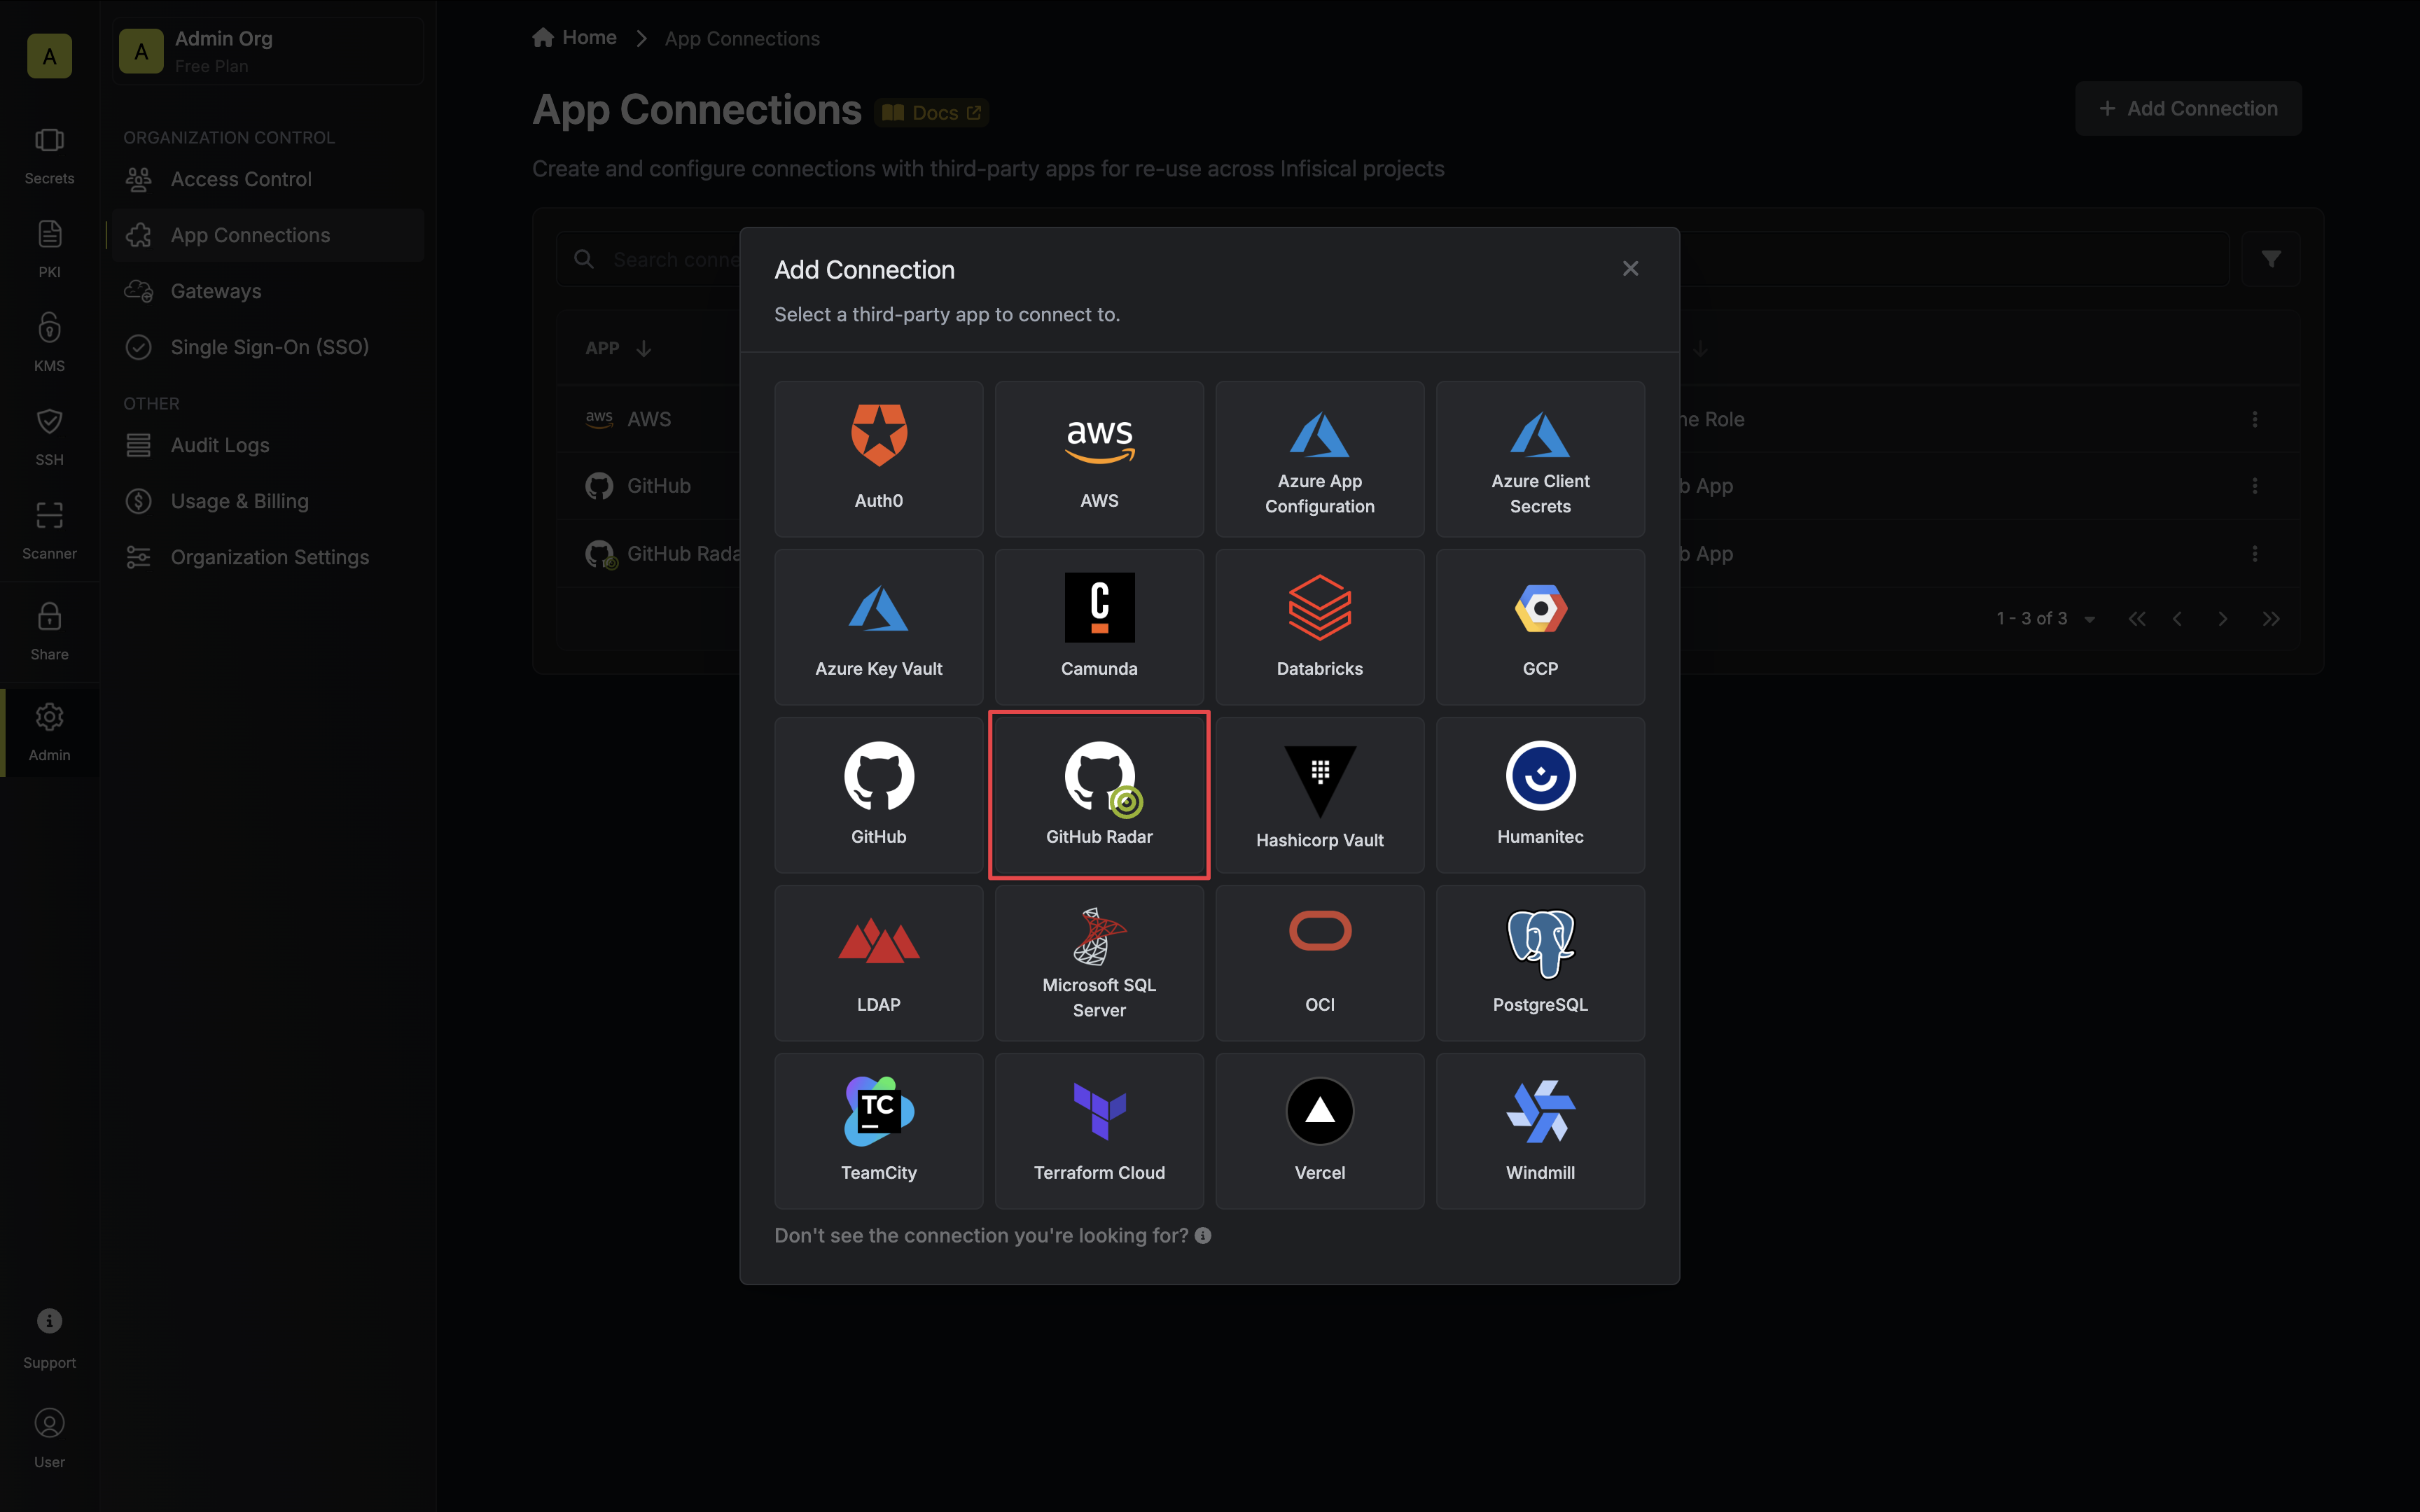 A
Secrets
PKI
KMS
SSH
Scanner
Share
Admin
Support
User
A
Admin Org
Free Plan
ORGANIZATION CONTROL
Access Control
App Connections
Gateways
Single Sign-On (SSO)
OTHER
Audit Logs
Usage & Billing
Organization Settings
Home
App Connections
App Connections
Docs
Add Connection
Create and configure connections with third-party apps for re-use across Infisical projects
Search conne
APP
aws AWS
ne Role
GitHub
b App
GitHub Rada
b App
1 - 3 of 3
Add Connection
Select a third-party app to connect to.
Auth0
aws
AWS
Azure App
Configuration
Azure Client
Secrets
Azure Key Vault
C
Camunda
Databricks
GCP
GitHub
GitHub Radar
Hashicorp Vault
Humanitec
LDAP
Microsoft SQL
Server
OCI
PostgreSQL
TC
TeamCity
Terraform Cloud
Vercel
Windmill
Don't see the connection you're looking for?